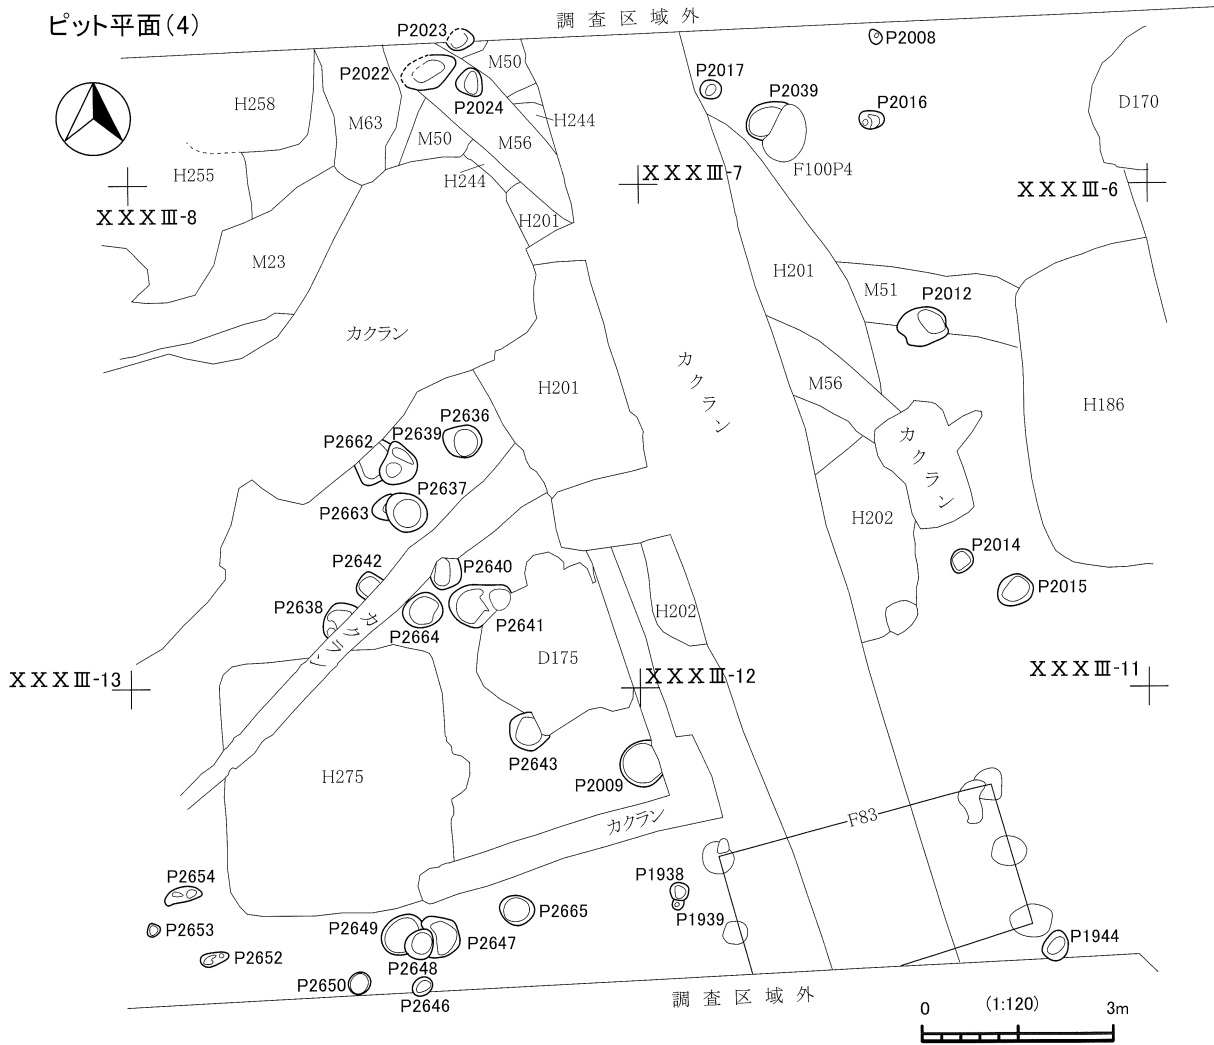 ピット平面(4)
調査区域外
P2023
P2008
M50
P2022
P2017
P2039
P2024
P2016
H258
D170
M63
H244
M50
M56
F100P4
H255
H244
XXXⅢ-7
XXXⅢ-6
XXXⅢ-8
H201
M23
H201
M51
P2012
カクラン
カクラン
M56
H201
H186
P2636
P2639
P2662
カクラン
P2637
P2663
H202
P2014
P2642
P2640
P2015
P2638
H202
カクラン
P2664
P2641
D175
XXXⅢ-13
XXXⅢ-12
XXXⅢ-11
P2643
H275
P2009
カクラン
F83
P2654
P1938
P2665
P1939
P2653
P2649
P2647
P1944
P2652
P2648
P2650
P2646
調査区域外
0 (1:120) 3m